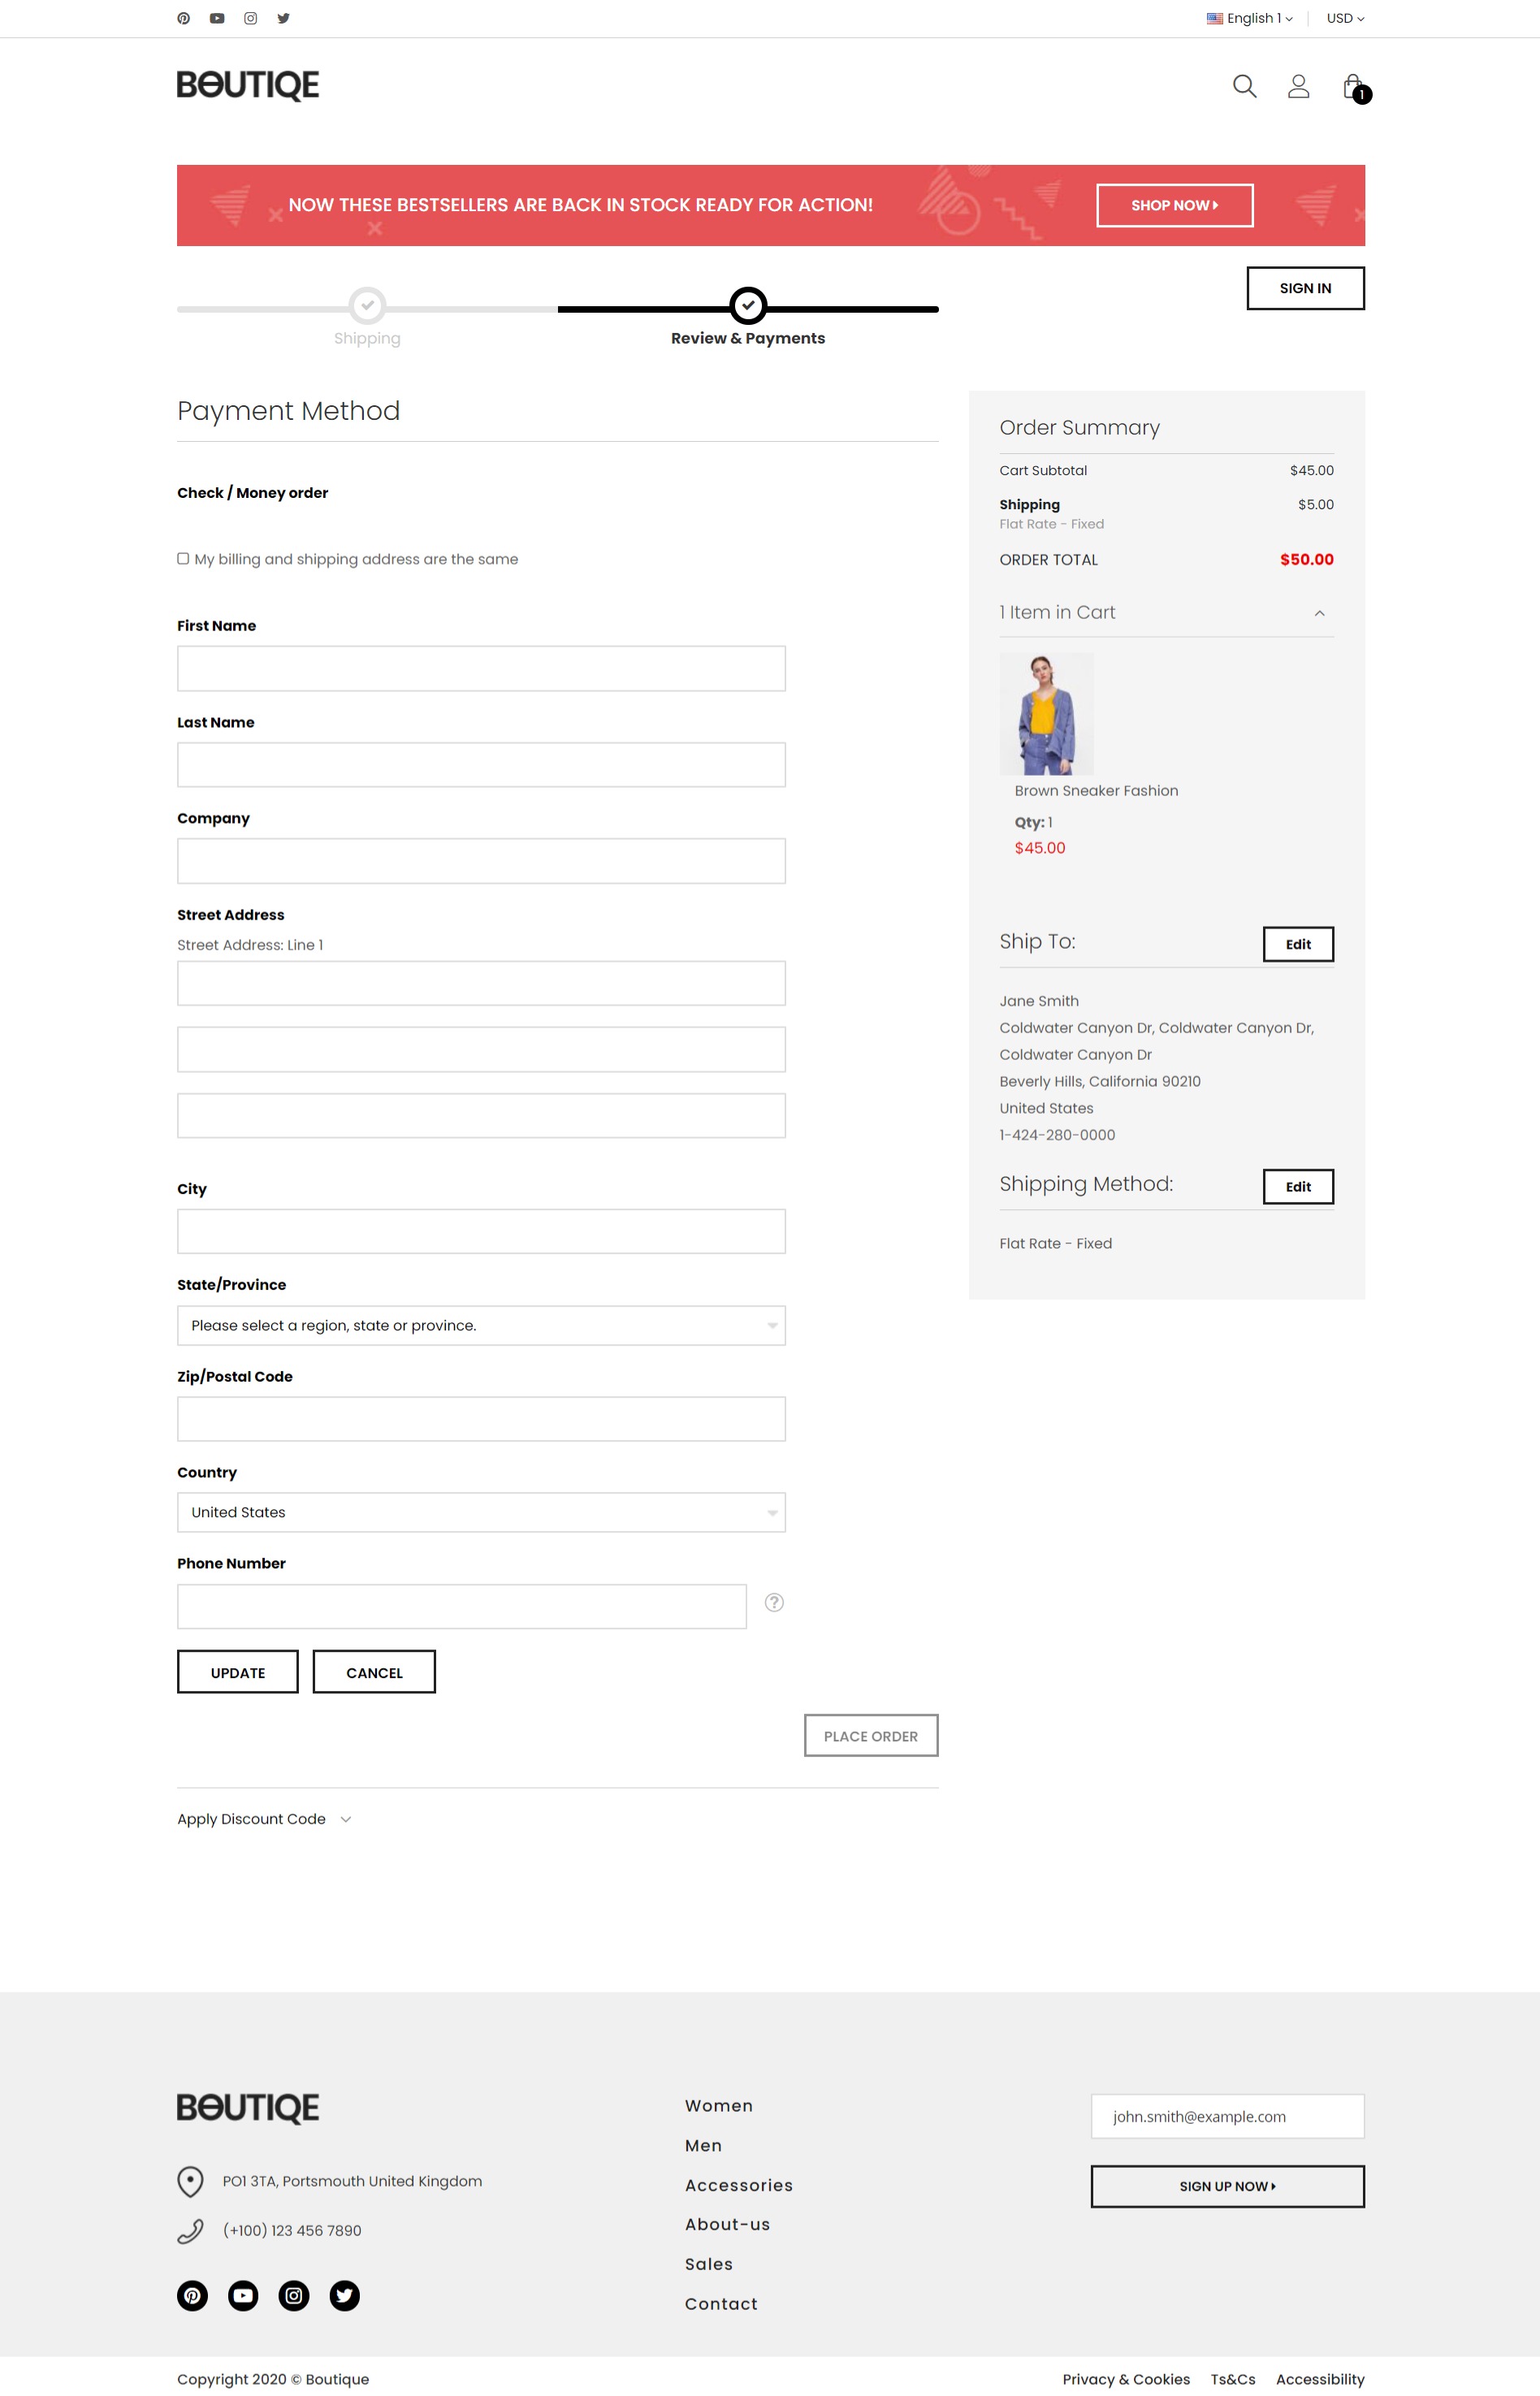 English 1
USD
BOUTIQE
1
NOW THESE BESTSELLERS ARE BACK IN STOCK READY FOR ACTION!
SHOP NOW
SIGN IN
Shipping
Review & Payments
Payment Method
Check / Money order
My billing and shipping address are the same
First Name
Last Name
Company
Street Address
Street Address: Line 1
City
State/Province
Please select a region, state or province.
Zip/Postal Code
Country
United States
Phone Number
?
UPDATE
CANCEL
PLACE ORDER
Apply Discount Code
Order Summary
Cart Subtotal $45.00
Shipping $5.00
Flat Rate - Fixed
ORDER TOTAL $50.00
1 Item in Cart
Brown Sneaker Fashion
Qty: 1
$45.00
Ship To:
Edit
Jane Smith
Coldwater Canyon Dr, Coldwater Canyon Dr,
Coldwater Canyon Dr
Beverly Hills, California 90210
United States
1-424-280-0000
Shipping Method:
Edit
Flat Rate - Fixed
BOUTIQE
PO1 3TA, Portsmouth United Kingdom
(+100) 123 456 7890
Women
Men
Accessories
About-us
Sales
Contact
john.smith@example.com
SIGN UP NOW
Copyright 2020 © Boutique
Privacy & Cookies
Ts&Cs
Accessibility